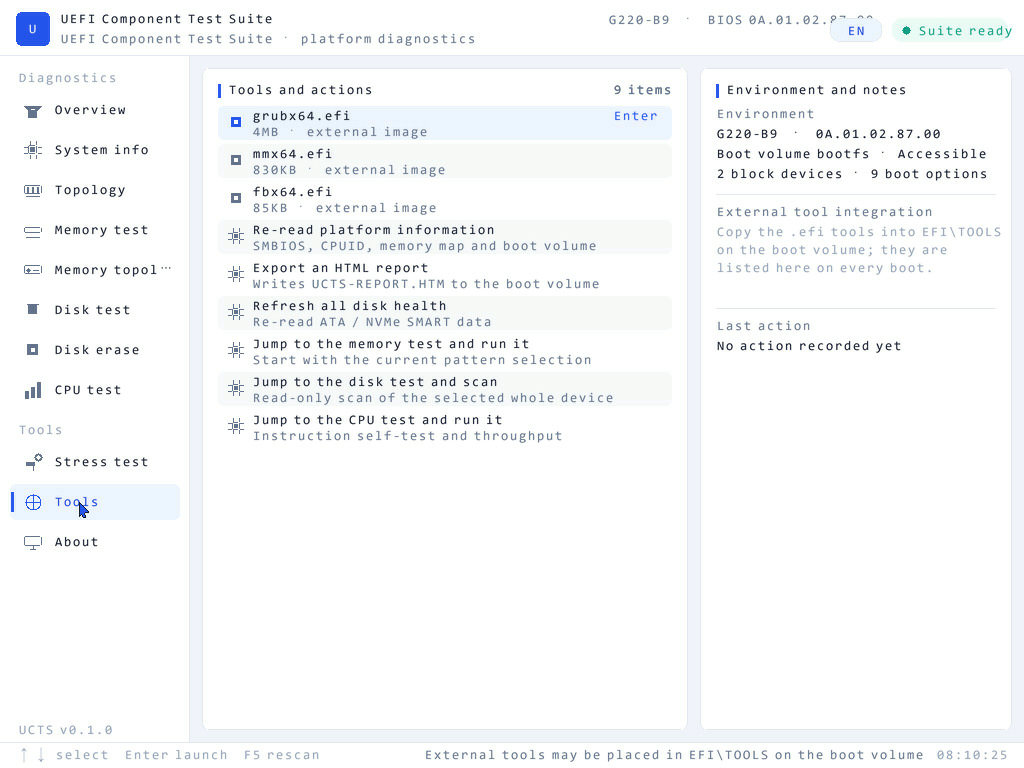 U
UEFI Component Test Suite
UEFI Component Test Suite · platform diagnostics
G220-B9 · BIOS 0A.01.02.87.00
EN
Suite ready
Diagnostics
Overview
System info
Topology
Memory test
Memory topol···
Disk test
Disk erase
CPU test
Tools
Stress test
Tools
About
UCTS v0.1.0
Tools and actions
9 items
grubx64.efi
Enter
4MB · external image
mmx64.efi
830KB · external image
fbx64.efi
85KB · external image
Re-read platform information
SMBIOS, CPUID, memory map and boot volume
Export an HTML report
Writes UCTS-REPORT.HTM to the boot volume
Refresh all disk health
Re-read ATA / NVMe SMART data
Jump to the memory test and run it
Start with the current pattern selection
Jump to the disk test and scan
Read-only scan of the selected whole device
Jump to the CPU test and run it
Instruction self-test and throughput
Environment and notes
Environment
G220-B9 · 0A.01.02.87.00
Boot volume bootfs · Accessible
2 block devices · 9 boot options
External tool integration
Copy the .efi tools into EFI\TOOLS
on the boot volume; they are
listed here on every boot.
Last action
No action recorded yet
↑ ↓ select Enter launch F5 rescan
External tools may be placed in EFI\TOOLS on the boot volume
08:10:25